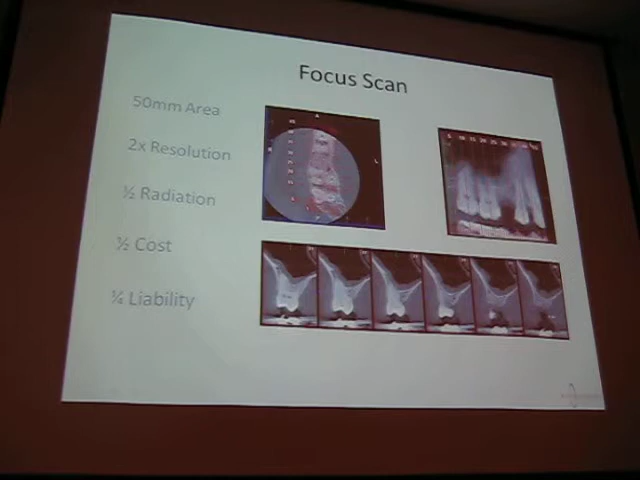 Focus Scan
50mm Area
2x Resolution
½ Radiation
½ Cost
¼ Liability